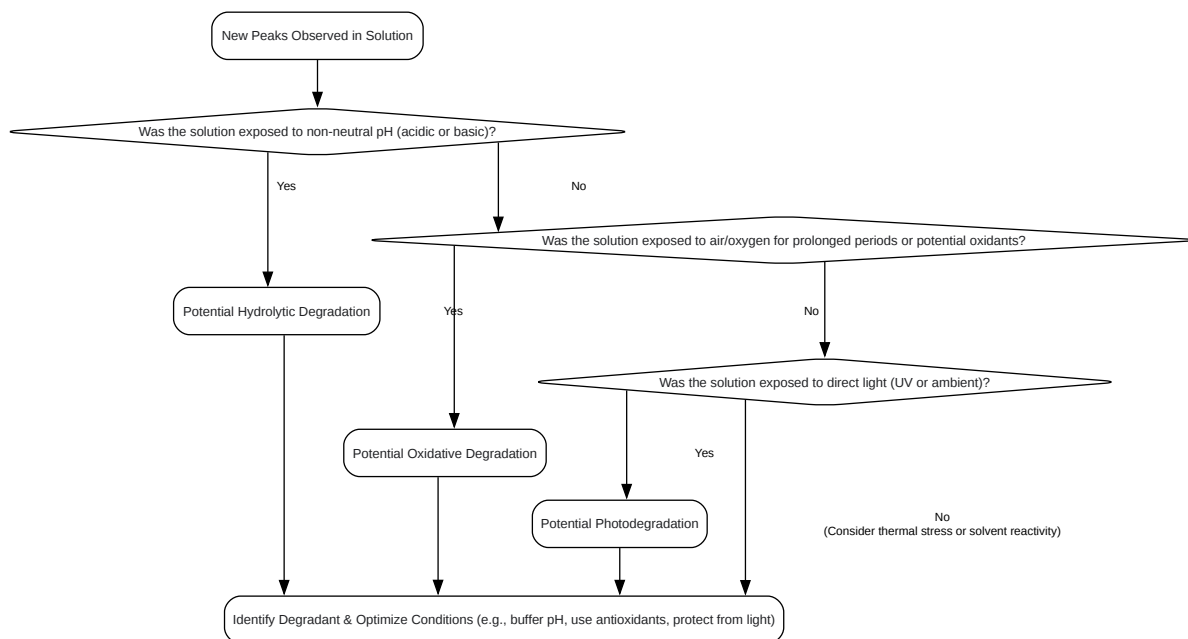 New Peaks Observed in Solution
Was the solution exposed to non-neutral pH (acidic or basic)?
Yes
No
Was the solution exposed to air/oxygen for prolonged periods or potential oxidants?
Potential Hydrolytic Degradation
Yes
No
Was the solution exposed to direct light (UV or ambient)?
Potential Oxidative Degradation
Yes
Potential Photodegradation
No
(Consider thermal stress or solvent reactivity)
Identify Degradant & Optimize Conditions (e.g., buffer pH, use antioxidants, protect from light)